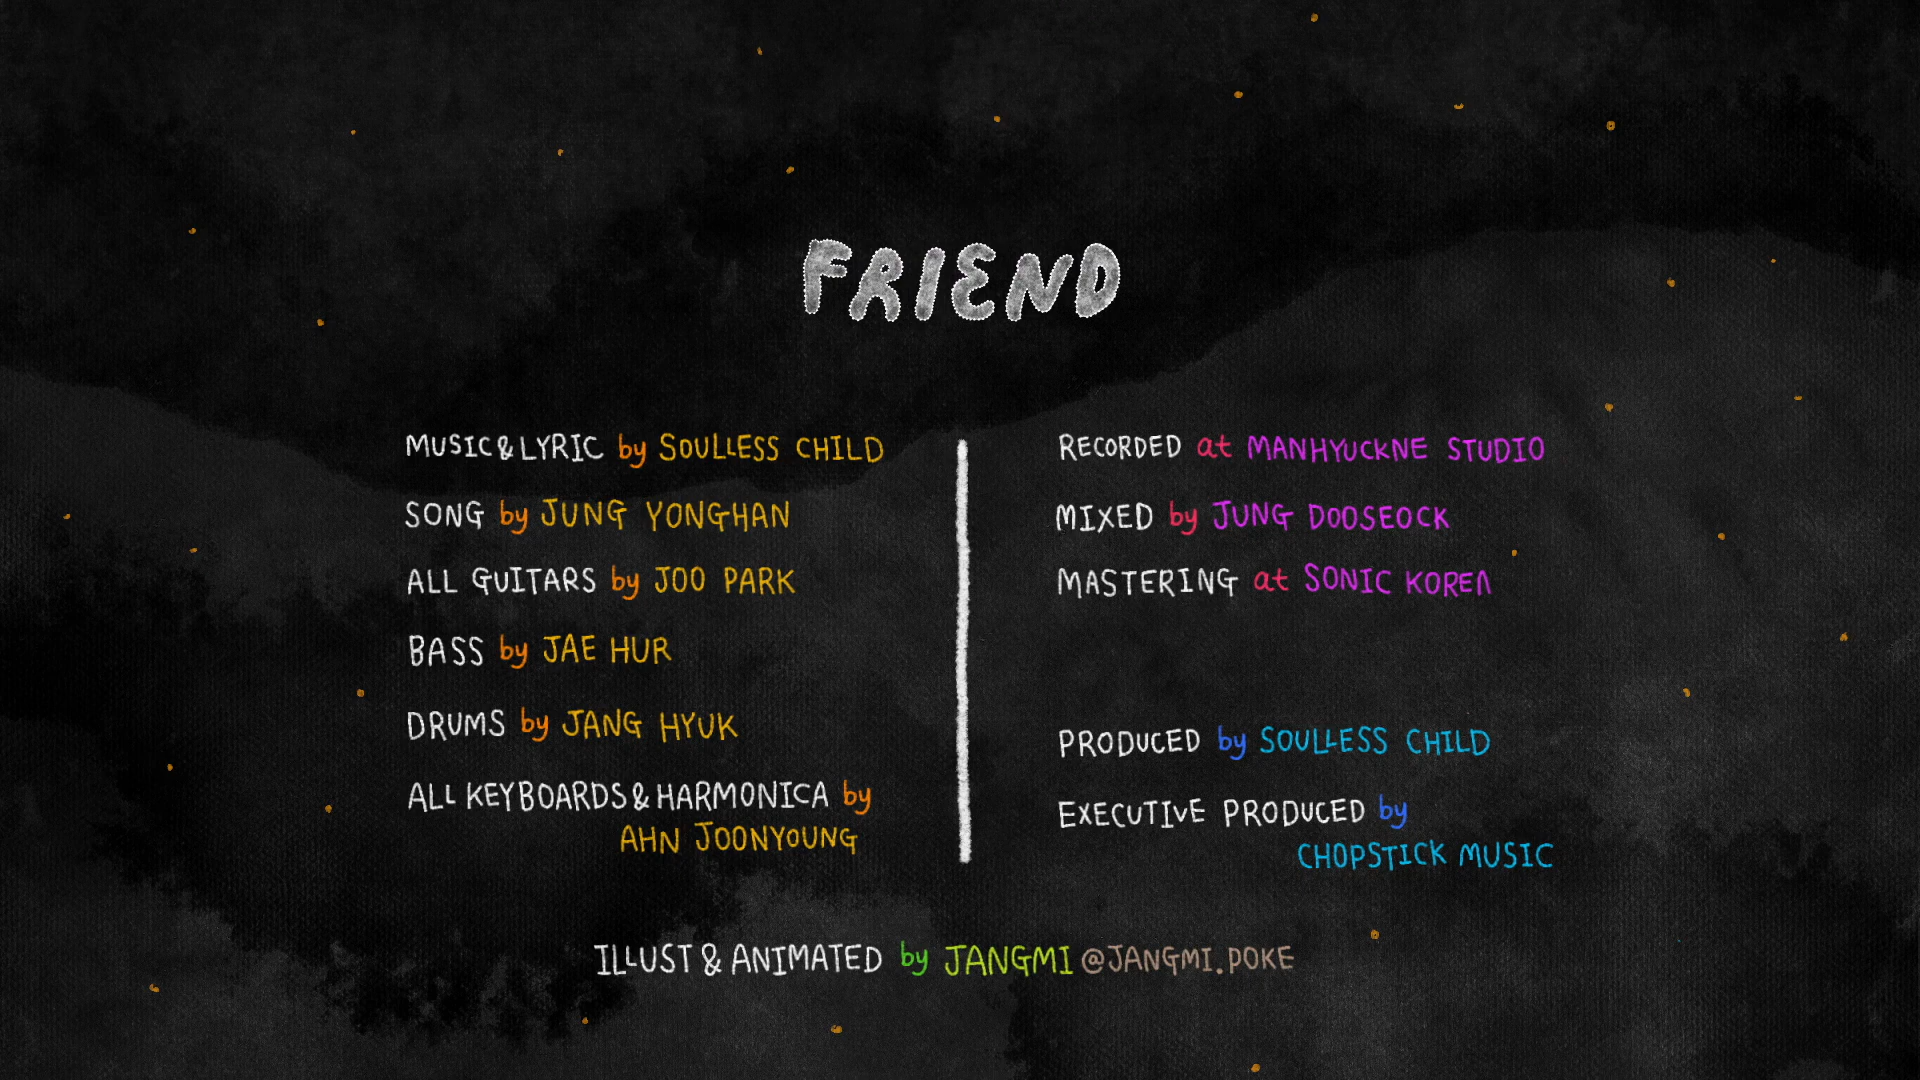 FRIEND
MUSIC&LYRIC by SOULLESS CHILD
SONG by JUNG YONGHAN
ALL GUITARS by JOO PARK
BASS by JAE HUR
DRUMS by JANG HYUK
ALL KEYBOARDS&HARMONICA by
AHN JOONYOUNG
RECORDED at MANHYUCKNE STUDIO
MIXED by JUNG DOOSEOCK
MASTERING at SONIC KOREA
PRODUCED by SOULLESS CHILD
EXECUTIVE PRODUCED by
CHOPSTICK MUSIC
ILLUST & ANIMATED by JANGMI @JANGMI.POKE